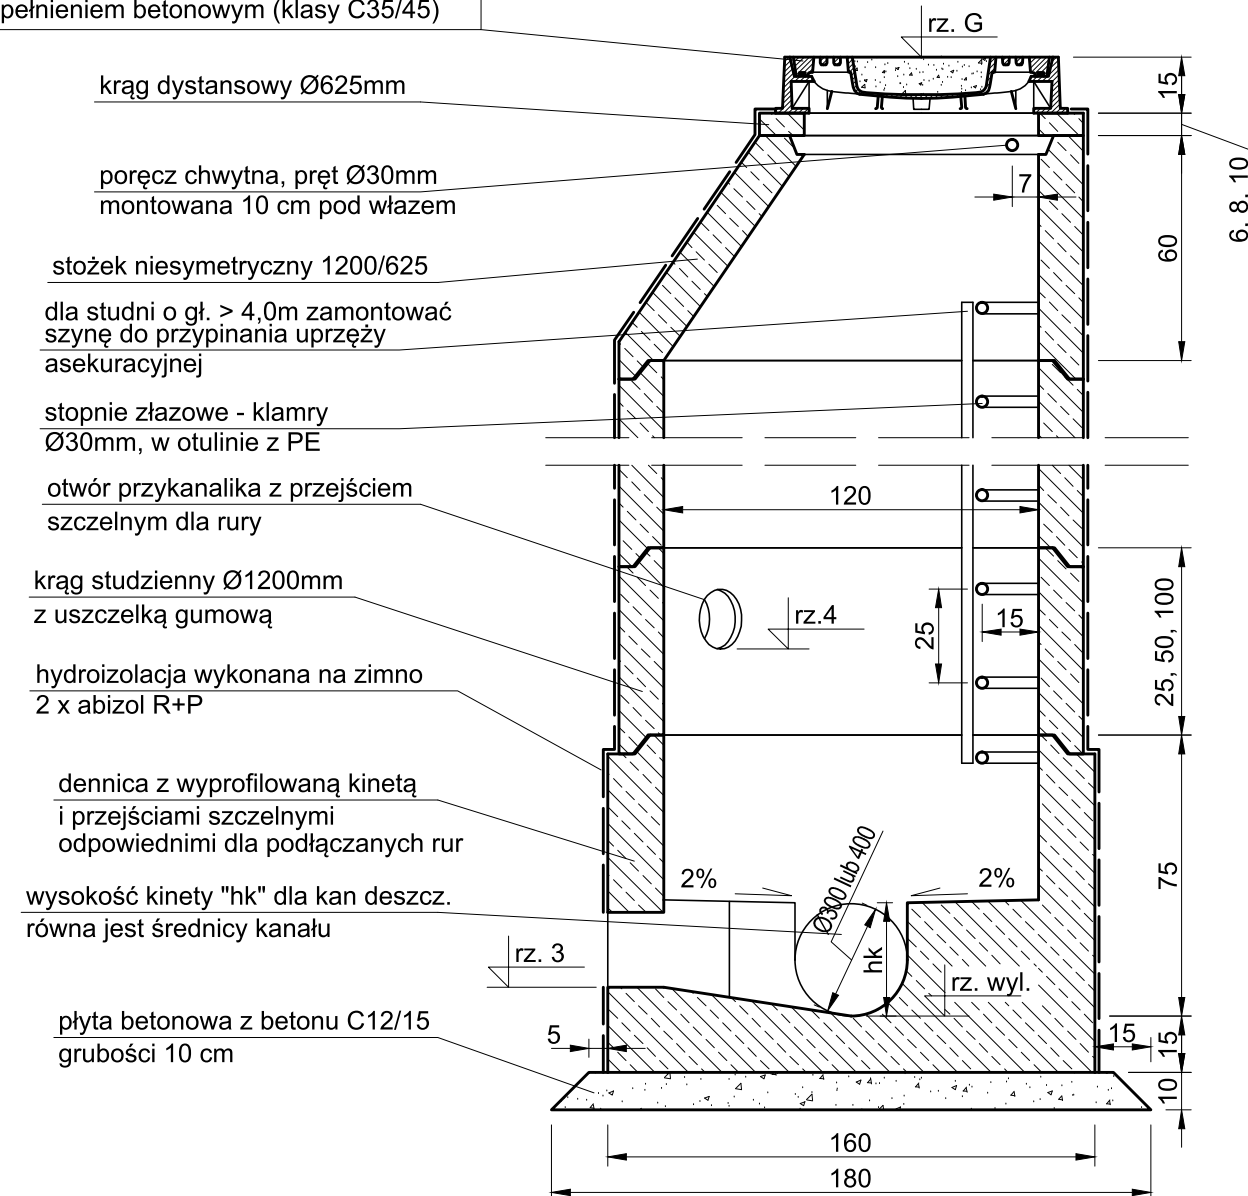 pełnieniem betonowym (klasy C35/45)
rz. G
krąg dystansowy Ø625mm
15
poręcz chwytna, pręt Ø30mm
montowana 10 cm pod włazem
7
6, 8, 10
60
stożek niesymetryczny 1200/625
dla studni o gł. > 4,0m zamontować
szynę do przypinania uprzęży
asekuracyjnej
stopnie złazowe - klamry
Ø30mm, w otulinie z PE
otwór przykanalika z przejściem
szczelnym dla rury
120
krąg studzienny Ø1200mm
z uszczelką gumową
rz.4
25
15
25, 50, 100
hydroizolacja wykonana na zimno
2 x abizol R+P
dennica z wyprofilowaną kinetą
i przejściami szczelnymi
odpowiednimi dla podłączanych rur
Ø300 lub 400
2%
2%
75
wysokość kinety "hk" dla kan deszcz.
równa jest średnicy kanału
hk
rz. 3
rz. wyl.
płyta betonowa z betonu C12/15
grubości 10 cm
5
15
15
10
160
180